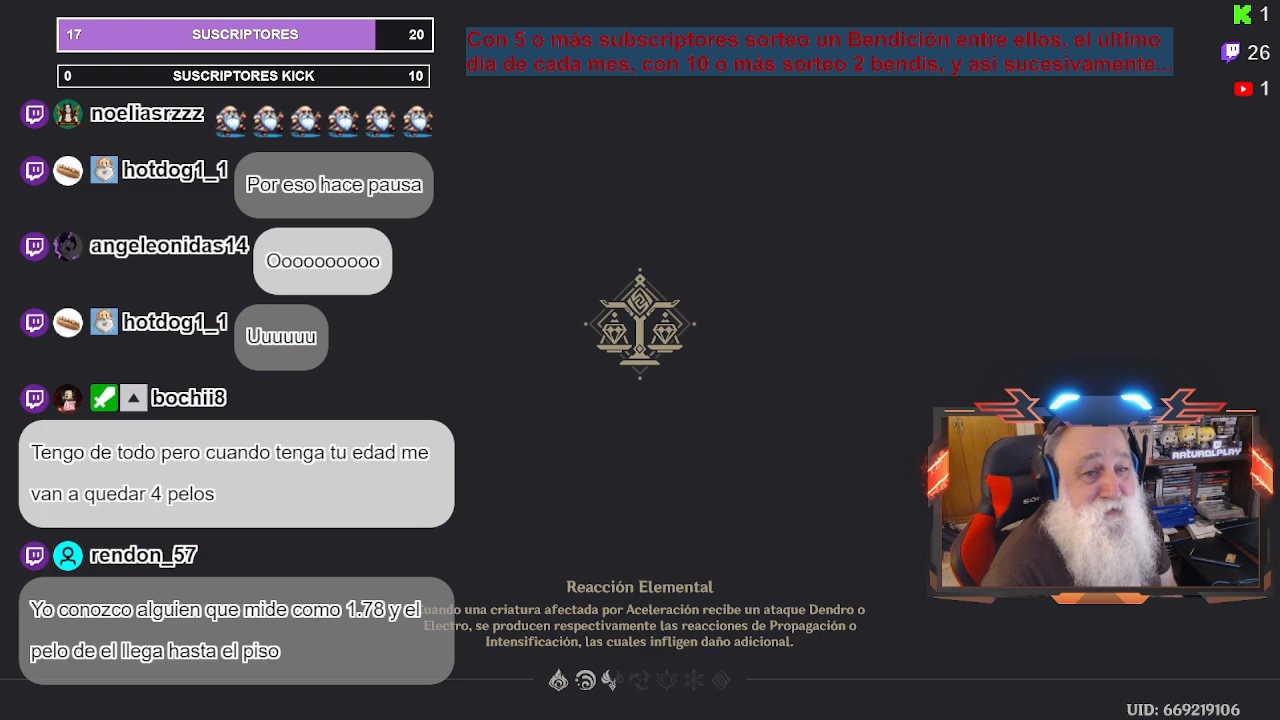 17 SUSCRIPTORES 20
0 SUSCRIPTORES KICK 10
Con 5 o más subscriptores sorteo un Bendición entre ellos, el último
día de cada mes, con 10 o más sorteo 2 bendis, y asi sucesivamente...
1
26
1
noeliasrzzz
hotdog1_1 Por eso hace pausa
angeleonidas14 Oooooooooo
hotdog1_1 Uuuuuu
bochii8
Tengo de todo pero cuando tenga tu edad me
van a quedar 4 pelos
rendon_57
Yo conozco alguien que mide como 1.78 y el
pelo de el llega hasta el piso
RATUROLPLAY
Reacción Elemental
uando una criatura afectada por Aceleración recibe un ataque Dendro o
Electro, se producen respectivamente las reacciones de Propagación o
Intensificación, las cuales infligen daño adicional.
UID: 669219106